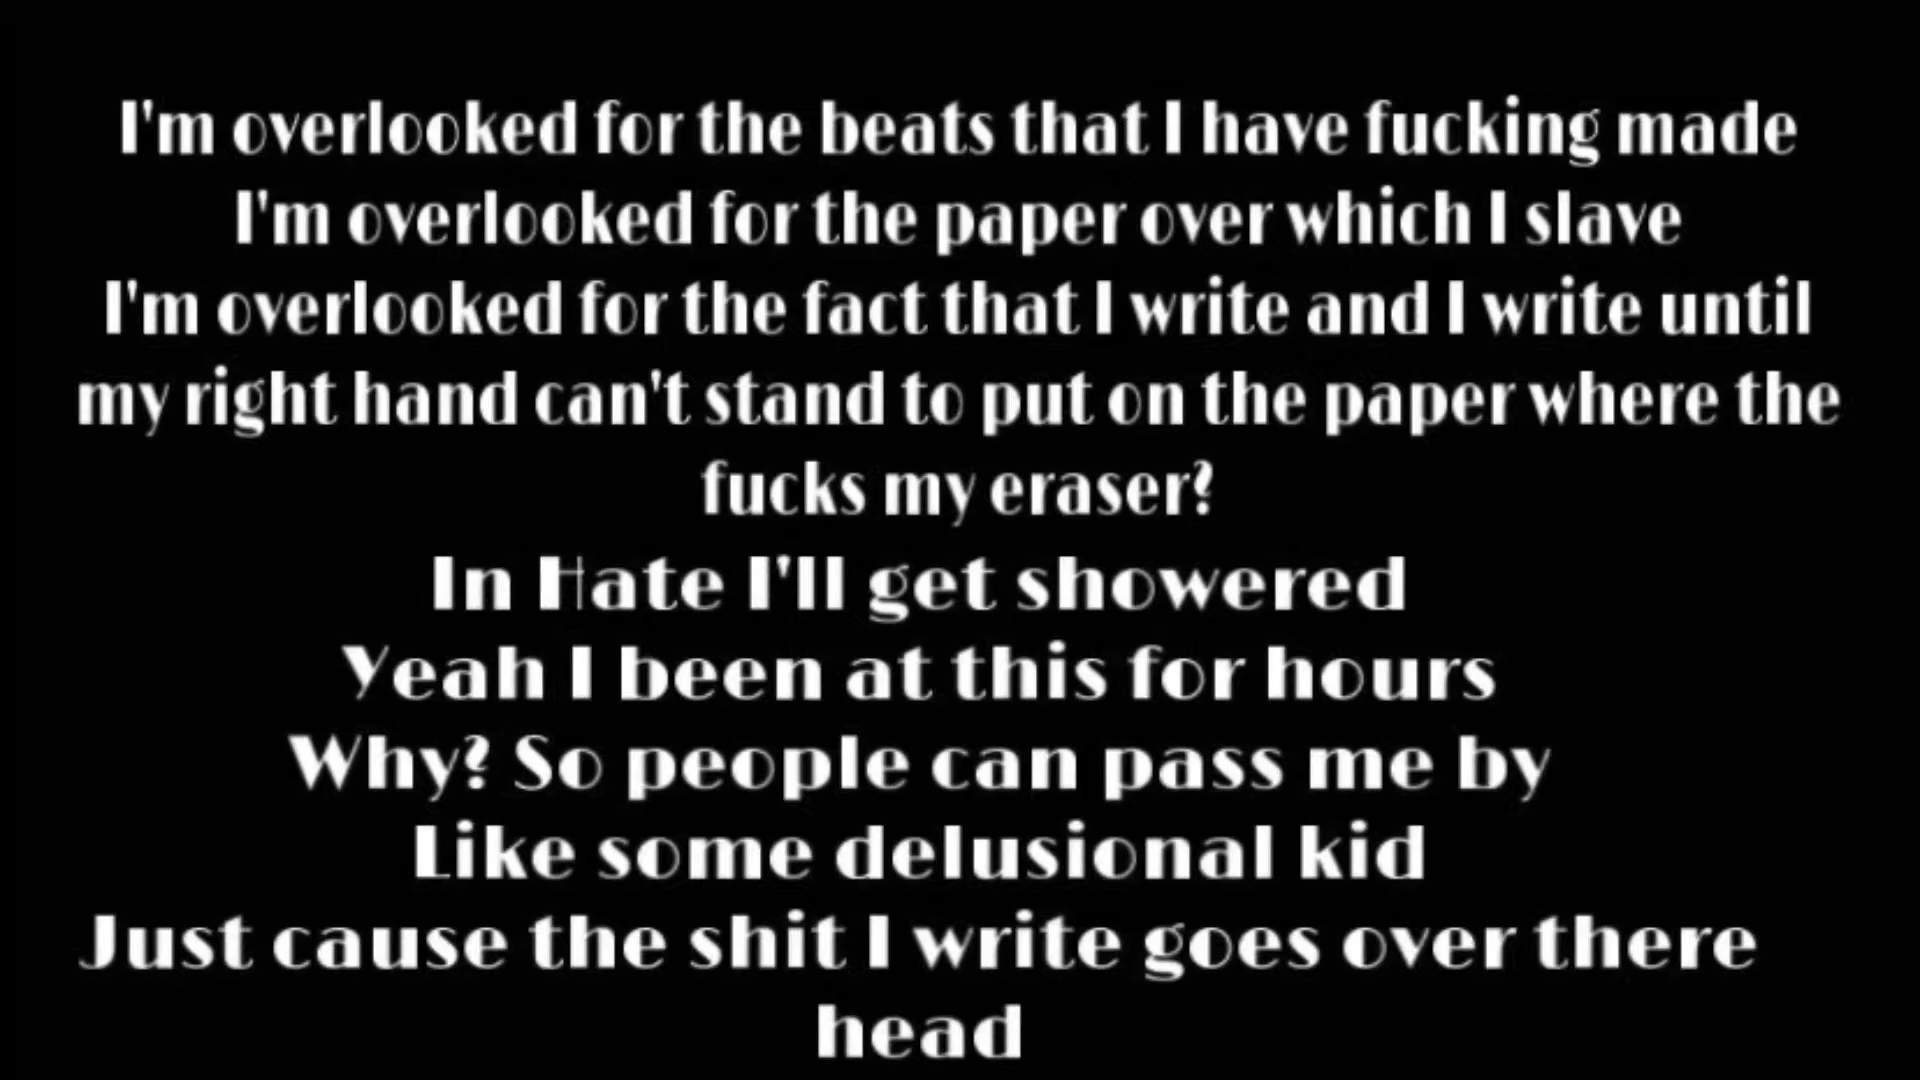 I'm overlooked for the beats that I have fucking made
I'm overlooked for the paper over which I slave
I'm overlooked for the fact that I write and I write until
my right hand can't stand to put on the paper where the
fucks my eraser?
In Hate I'll get showered
Yeah I been at this for hours
Why? So people can pass me by
Like some delusional kid
Just cause the shit I write goes over there
head